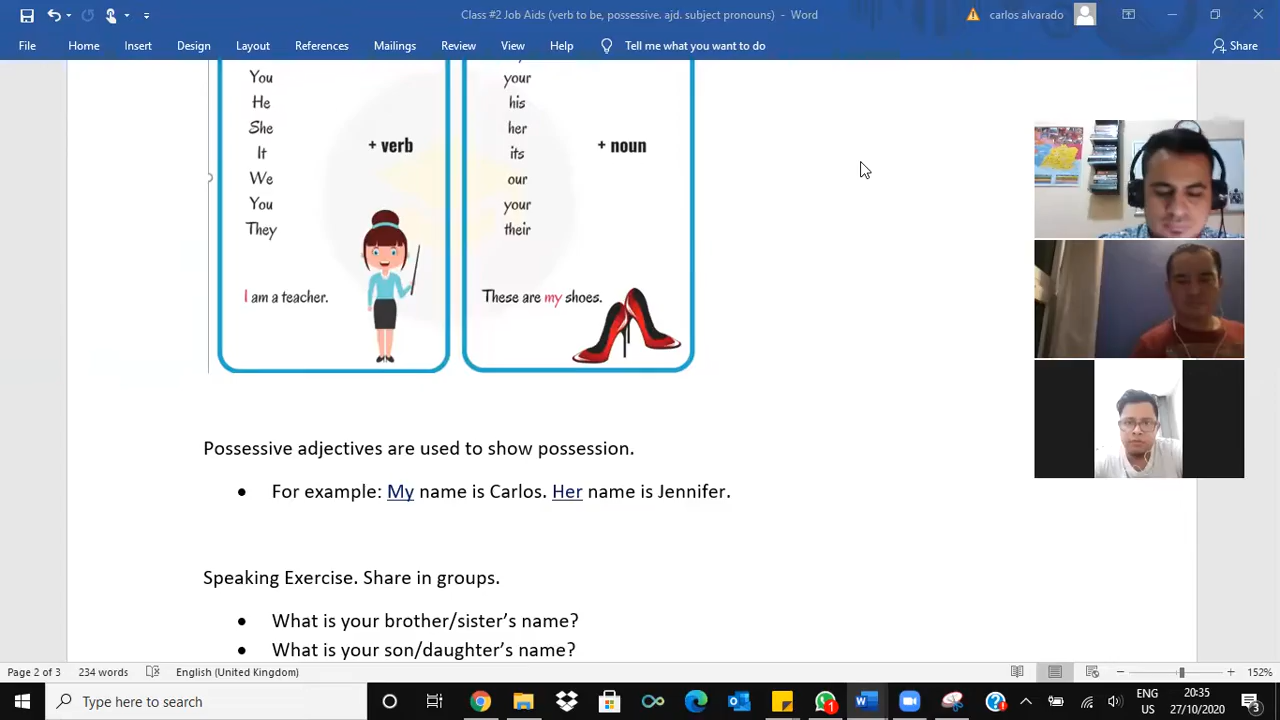 Class #2 Job Aids (verb to be, possessive. ajd. subject pronouns) - Word
carlos alvarado
File Home Insert Design Layout References Mailings Review View Help Tell me what you want to do Share
You
He
She
It
We
You
They
+ verb
I am a teacher.
your
his
her
its
our
your
their
+ noun
These are my shoes.
Possessive adjectives are used to show possession.
• For example: My name is Carlos. Her name is Jennifer.
Speaking Exercise. Share in groups.
• What is your brother/sister’s name?
• What is your son/daughter’s name?
Page 2 of 3 234 words English (United Kingdom) 152%
Type here to search
1
ENG
US
20:35
27/10/2020
3